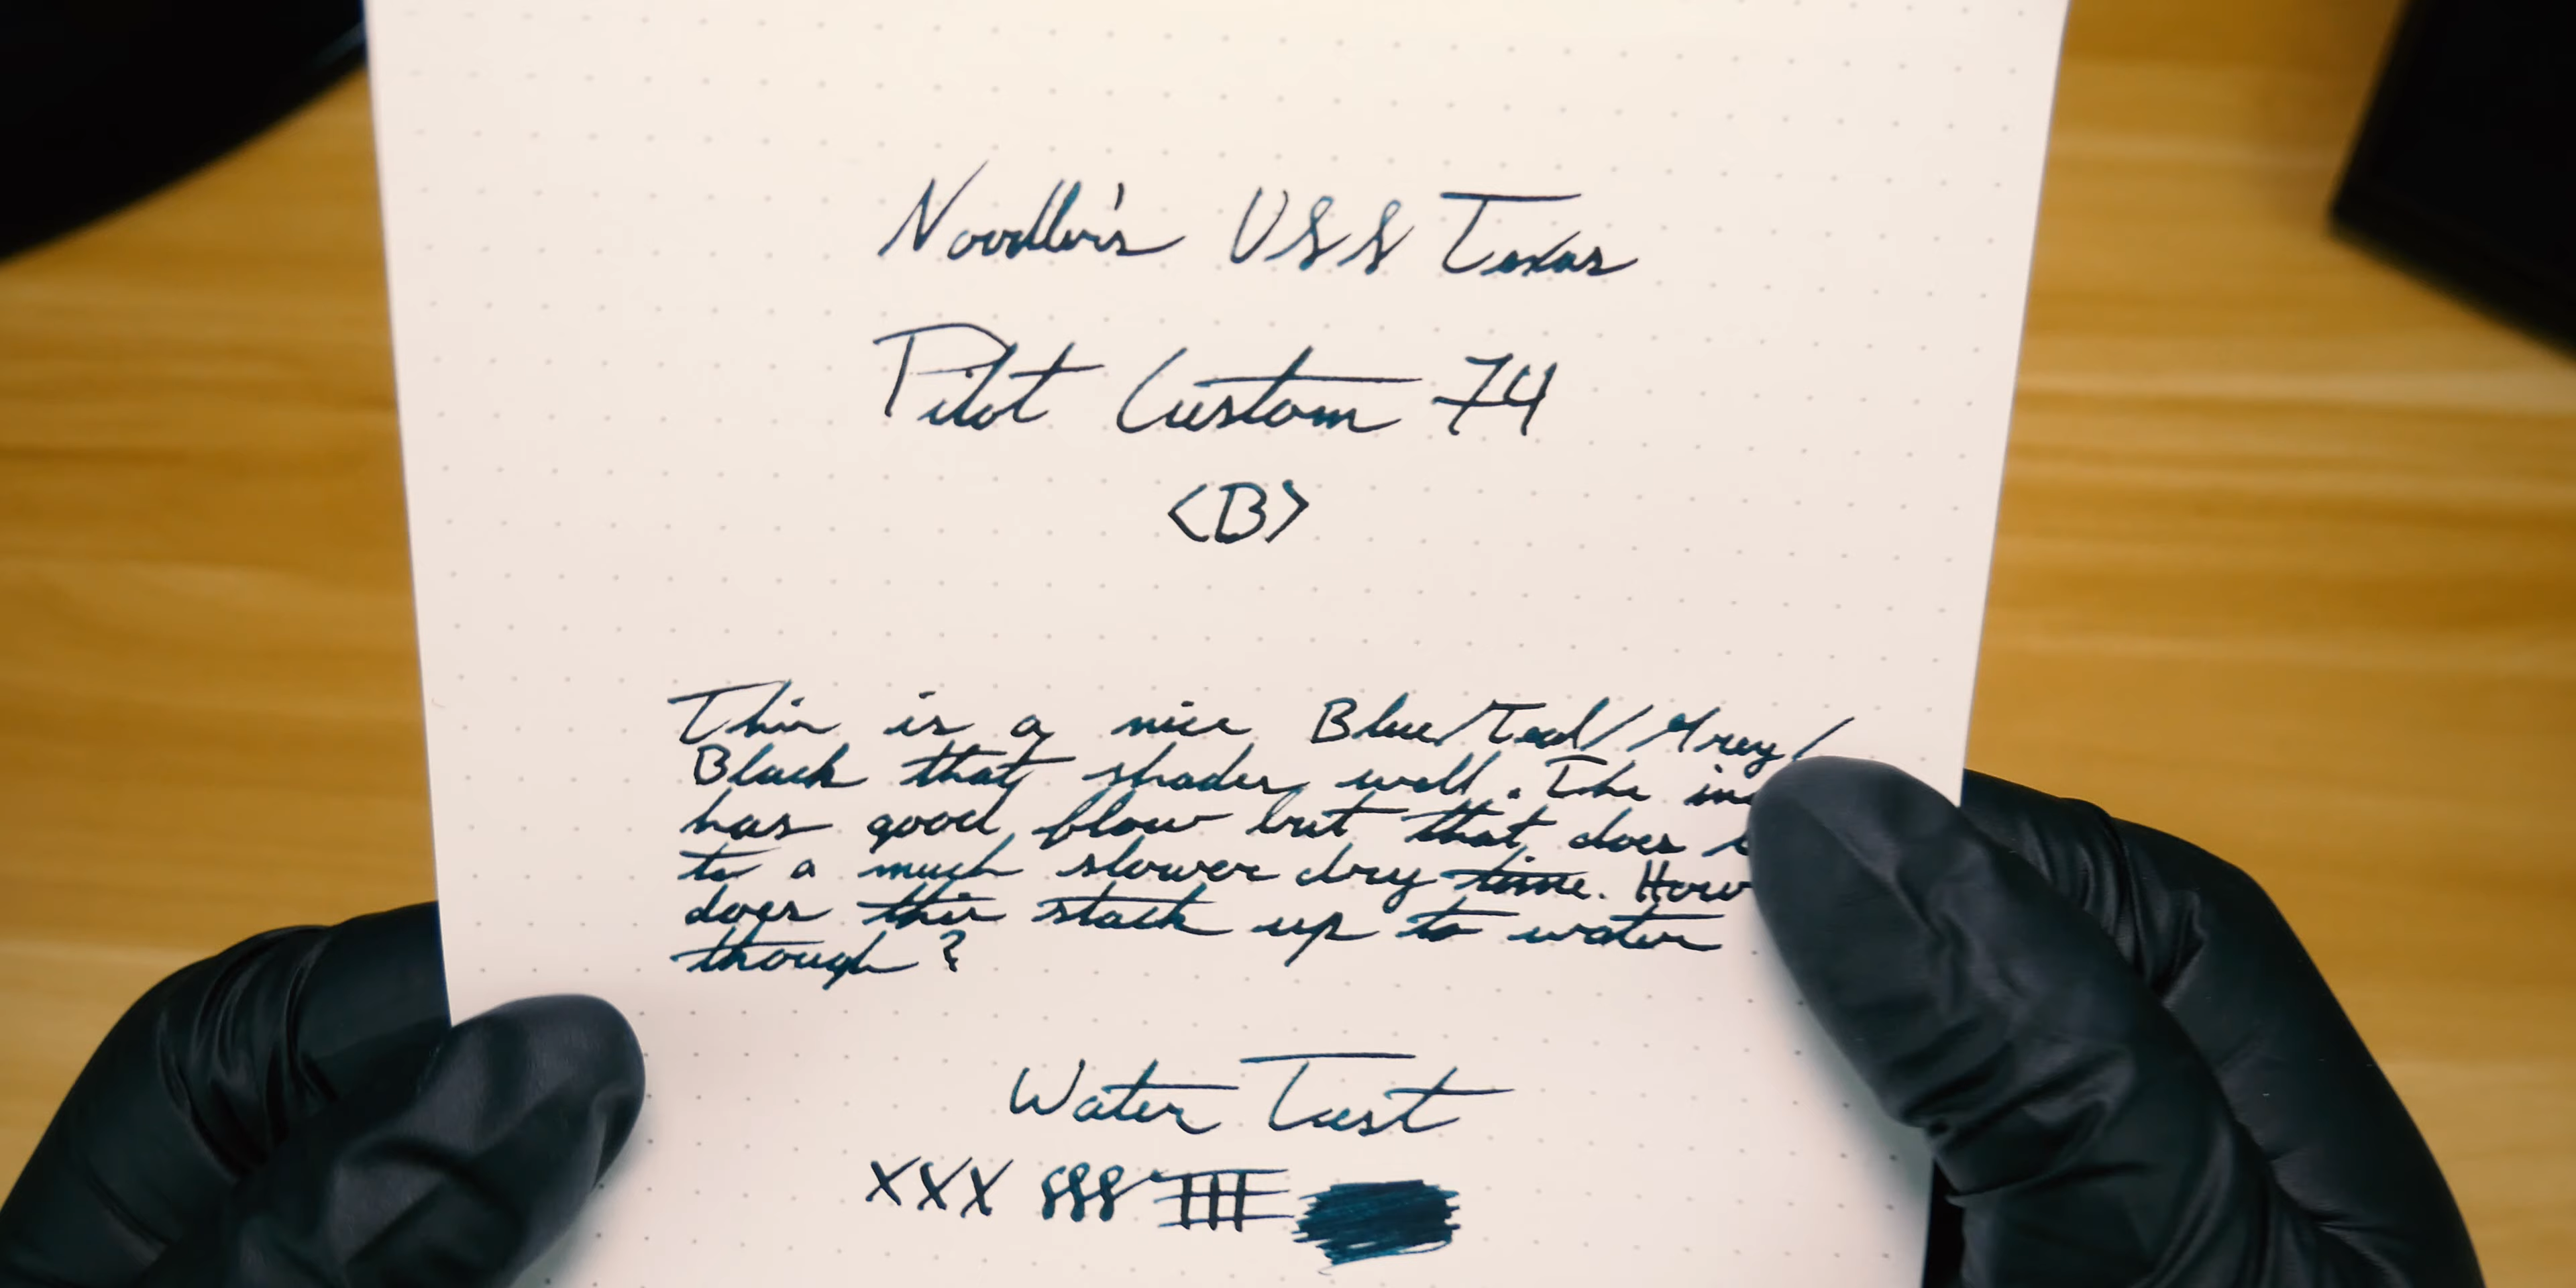 Noodler's USS Texas
Pilot Custom 74
<B>
This is a nice Blue/Teal/Grey/
Black that shades well. The
has good flow but that does
to a much slower dry time. How
does this stack up to water
though?
Water Test
XXX SSS